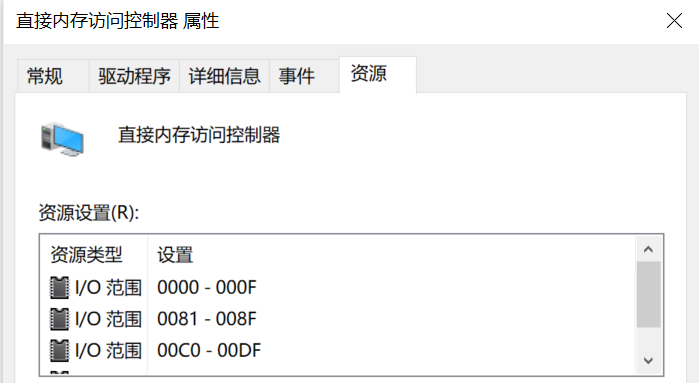 直接内存访问控制器 属性
常规 驱动程序 详细信息 事件 资源
直接内存访问控制器
资源设置(R):
资源类型 设置
I/O 范围 0000 - 000F
I/O 范围 0081 - 008F
I/O 范围 00C0 - 00DF